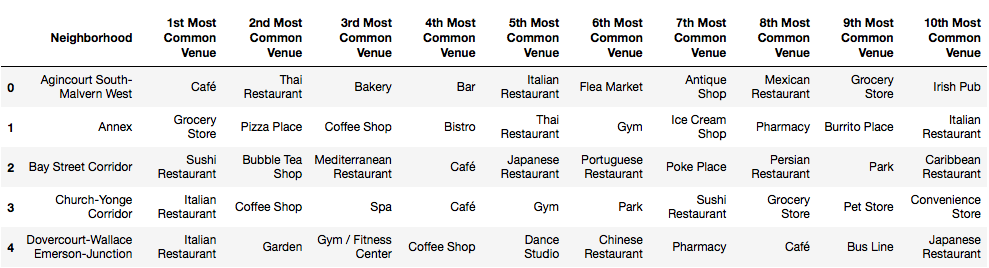 Neighborhood 1st Most Common Venue 2nd Most Common Venue 3rd Most Common Venue 4th Most Common Venue 5th Most Common Venue 6th Most Common Venue 7th Most Common Venue 8th Most Common Venue 9th Most Common Venue 10th Most Common Venue
0 Agincourt South-Malvern West Café Thai Restaurant Bakery Bar Italian Restaurant Flea Market Antique Shop Mexican Restaurant Grocery Store Irish Pub
1 Annex Grocery Store Pizza Place Coffee Shop Bistro Thai Restaurant Gym Ice Cream Shop Pharmacy Burrito Place Italian Restaurant
2 Bay Street Corridor Sushi Restaurant Bubble Tea Shop Mediterranean Restaurant Café Japanese Restaurant Portuguese Restaurant Poke Place Persian Restaurant Park Caribbean Restaurant
3 Church-Yonge Corridor Italian Restaurant Coffee Shop Spa Café Gym Park Sushi Restaurant Grocery Store Pet Store Convenience Store
4 Dovercourt-Wallace Emerson-Junction Italian Restaurant Garden Gym / Fitness Center Coffee Shop Dance Studio Chinese Restaurant Pharmacy Café Bus Line Japanese Restaurant